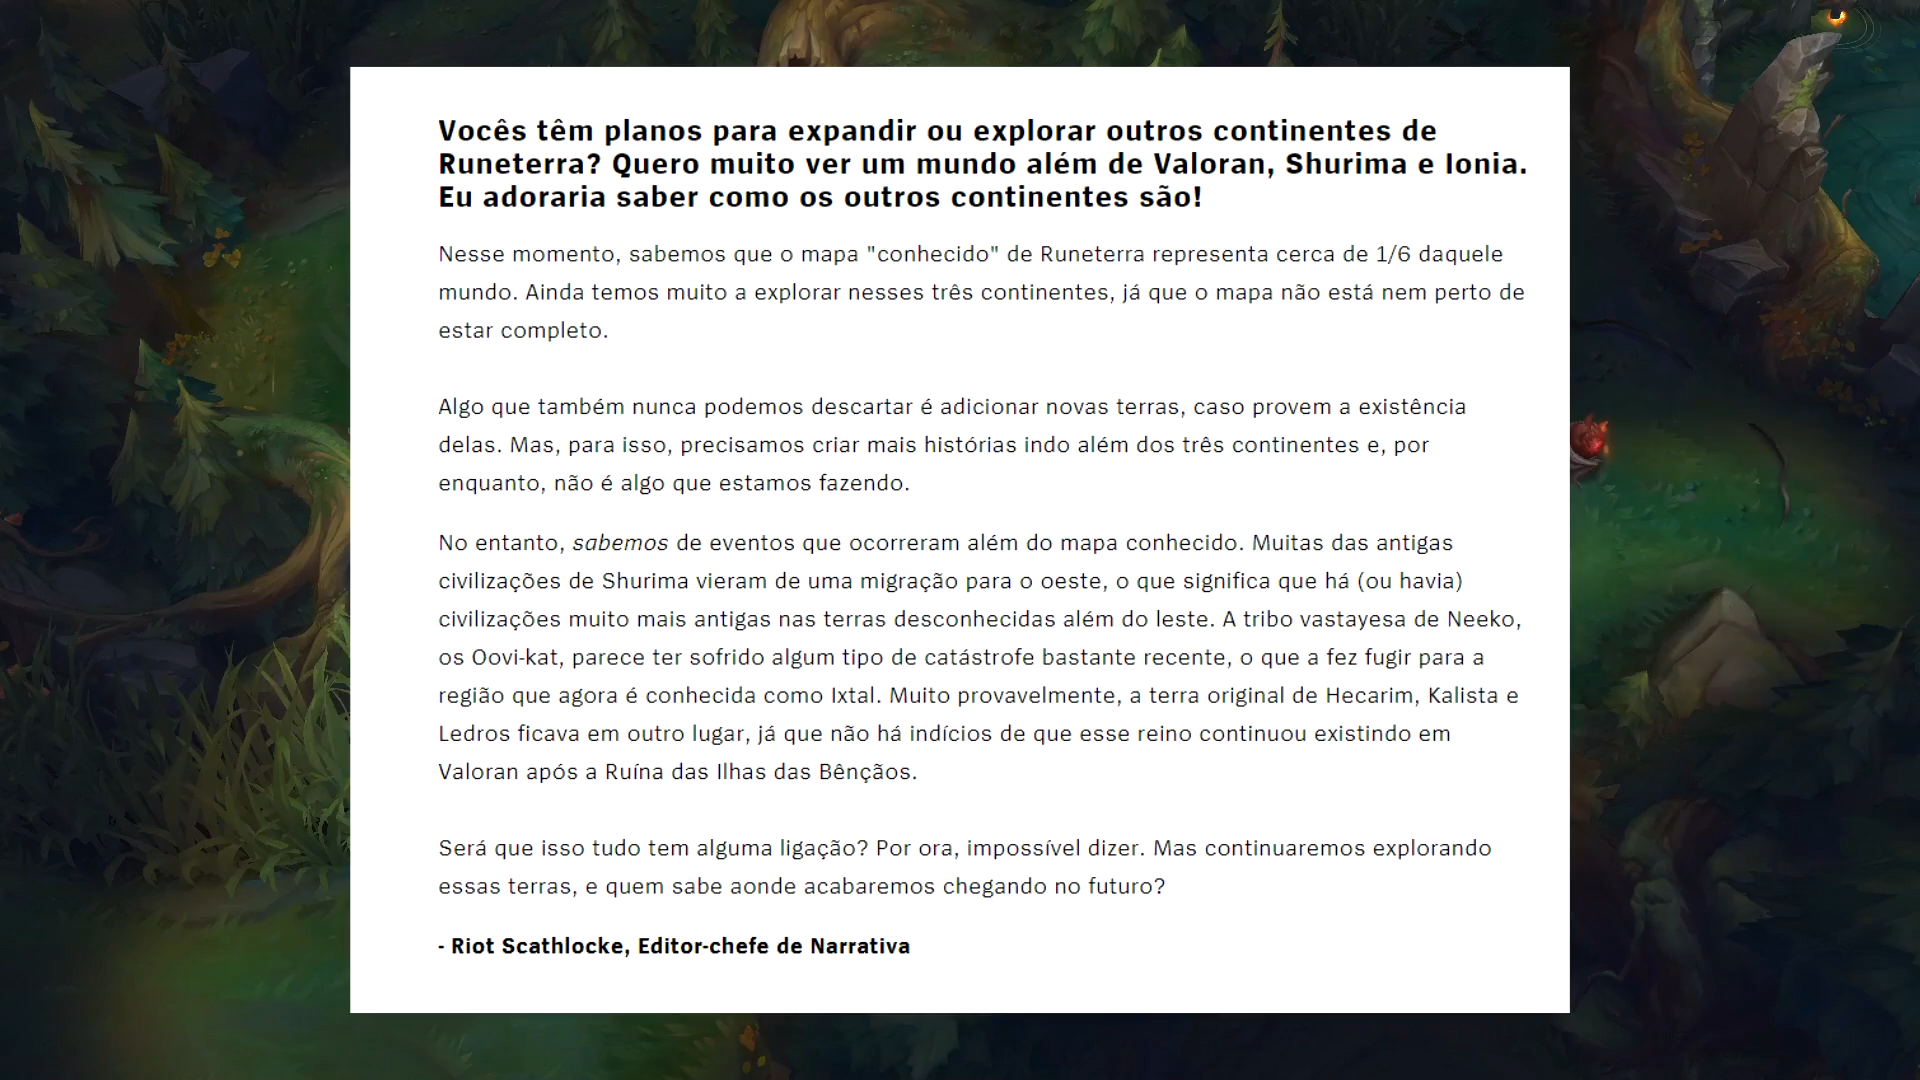 Vocês têm planos para expandir ou explorar outros continentes de
Runeterra? Quero muito ver um mundo além de Valoran, Shurima e Ionia.
Eu adoraria saber como os outros continentes são!
Nesse momento, sabemos que o mapa "conhecido" de Runeterra representa cerca de 1/6 daquele
mundo. Ainda temos muito a explorar nesses três continentes, já que o mapa não está nem perto de
estar completo.
Algo que também nunca podemos descartar é adicionar novas terras, caso provem a existência
delas. Mas, para isso, precisamos criar mais histórias indo além dos três continentes e, por
enquanto, não é algo que estamos fazendo.
No entanto, sabemos de eventos que ocorreram além do mapa conhecido. Muitas das antigas
civilizações de Shurima vieram de uma migração para o oeste, o que significa que há (ou havia)
civilizações muito mais antigas nas terras desconhecidas além do leste. A tribo vastayesa de Neeko,
os Oovi-kat, parece ter sofrido algum tipo de catástrofe bastante recente, o que a fez fugir para a
região que agora é conhecida como Ixtal. Muito provavelmente, a terra original de Hecarim, Kalista e
Ledros ficava em outro lugar, já que não há indícios de que esse reino continuou existindo em
Valoran após a Ruína das Ilhas das Bênçãos.
Será que isso tudo tem alguma ligação? Por ora, impossível dizer. Mas continuaremos explorando
essas terras, e quem sabe aonde acabaremos chegando no futuro?
- Riot Scathlocke, Editor-chefe de Narrativa